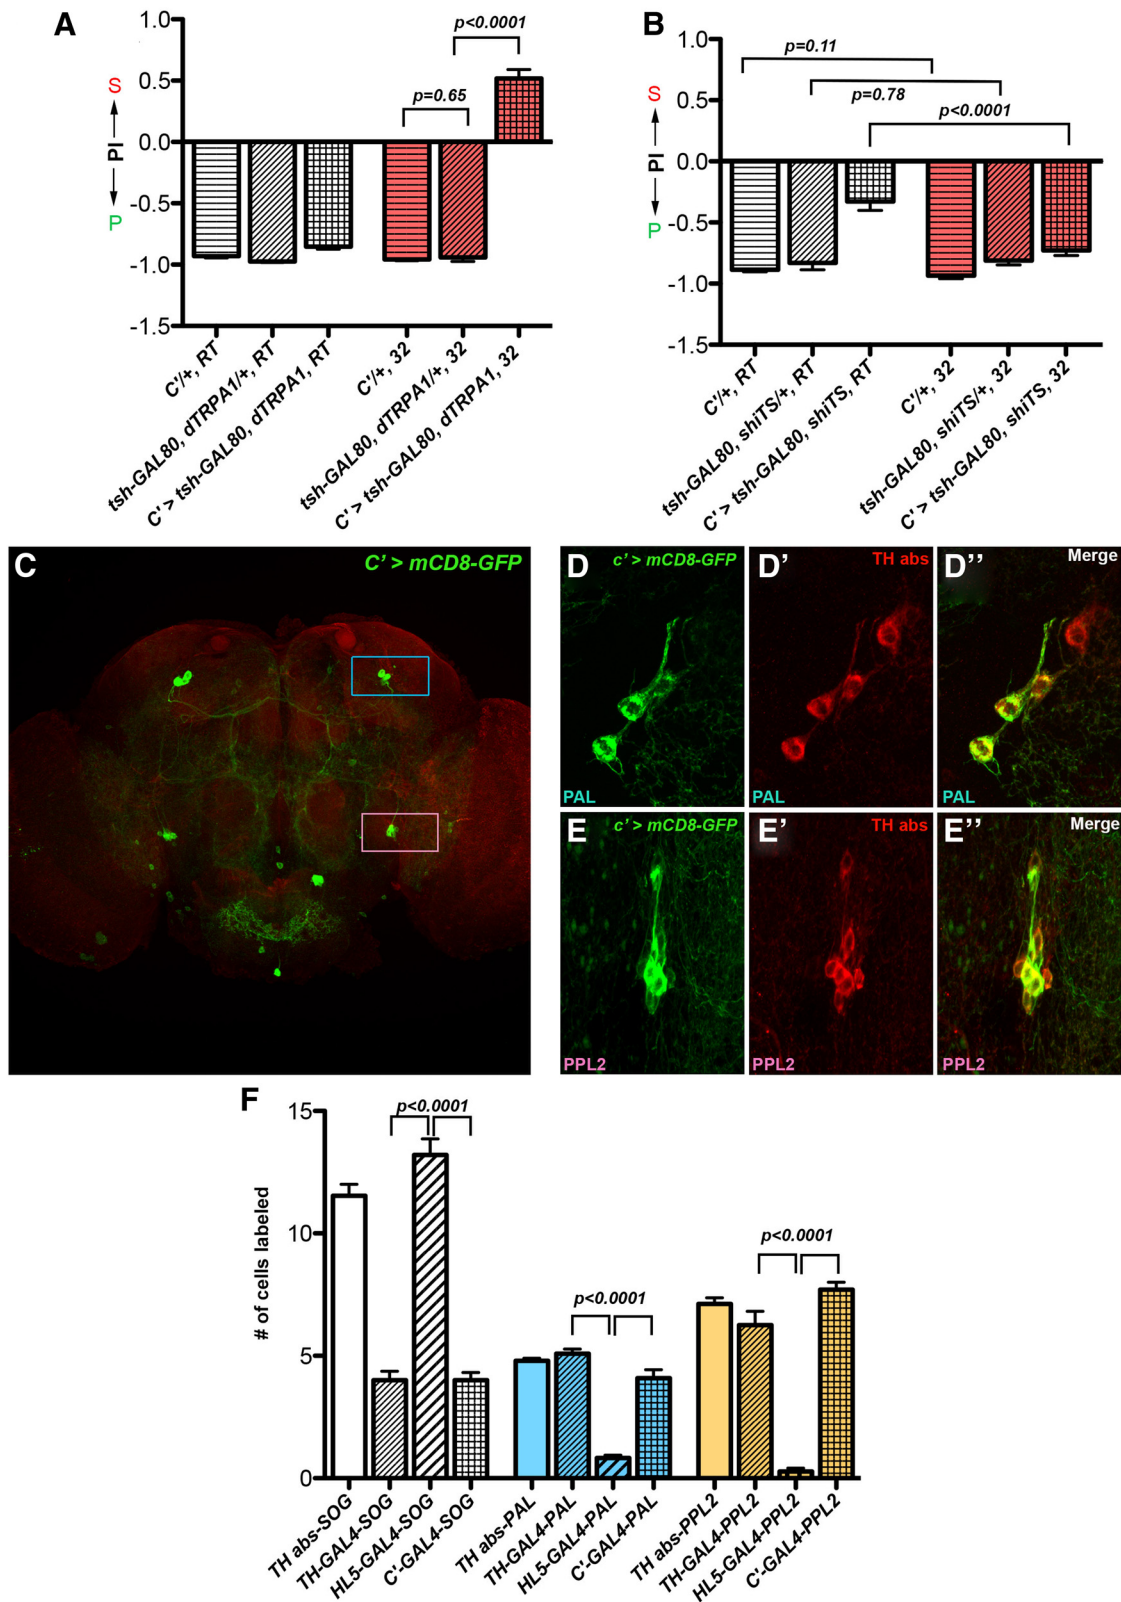 A
1.0
0.5
0.0
-0.5
-1.0
-1.5
S
PI
P
p<0.0001
p=0.65
C'/+, RT
tsh-GAL80, dTRPA1/+, RT
C' > tsh-GAL80, dTRPA1, RT
C'/+, 32
tsh-GAL80, dTRPA1/+, 32
C' > tsh-GAL80, dTRPA1, 32
B
1.0
0.5
0.0
-0.5
-1.0
-1.5
S
PI
P
p=0.11
p=0.78
p<0.0001
C'/+, RT
tsh-GAL80, shiTS/+, RT
C' > tsh-GAL80, shiTS, RT
C'/+, 32
tsh-GAL80, shiTS/+, 32
C' > tsh-GAL80, shiTS, 32
C
C' > mCD8-GFP
D
c' > mCD8-GFP
PAL
D'
TH abs
PAL
D''
Merge
E
c' > mCD8-GFP
PPL2
E'
TH abs
PPL2
E''
Merge
F
# of cells labeled
15
10
5
0
p<0.0001
p<0.0001
p<0.0001
TH abs-SOG
TH-GAL4-SOG
HL5-GAL4-SOG
C'-GAL4-SOG
TH abs-PAL
TH-GAL4-PAL
HL5-GAL4-PAL
C'-GAL4-PAL
TH abs-PPL2
TH-GAL4-PPL2
HL5-GAL4-PPL2
C'-GAL4-PPL2